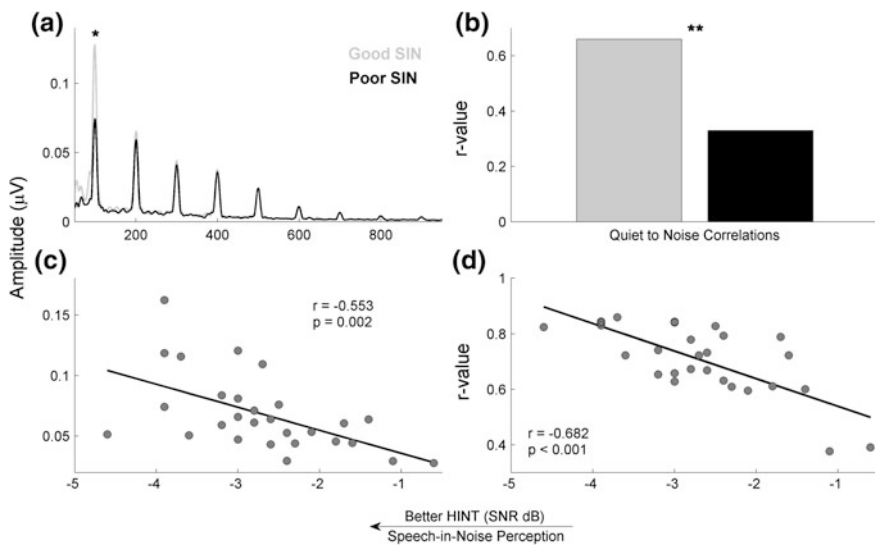 (a)
*
Good SIN
Poor SIN
0.1
0.05
0
200
400
600
800
Amplitude (µV)
(b)
**
0.6
0.4
0.2
0
r-value
Quiet to Noise Correlations
(c)
r = -0.553
p = 0.002
0.15
0.1
0.05
-5
-4
-3
-2
-1
(d)
1
0.8
0.6
0.4
r-value
r = -0.682
p < 0.001
-5
-4
-3
-2
-1
Better HINT (SNR dB)
Speech-in-Noise Perception